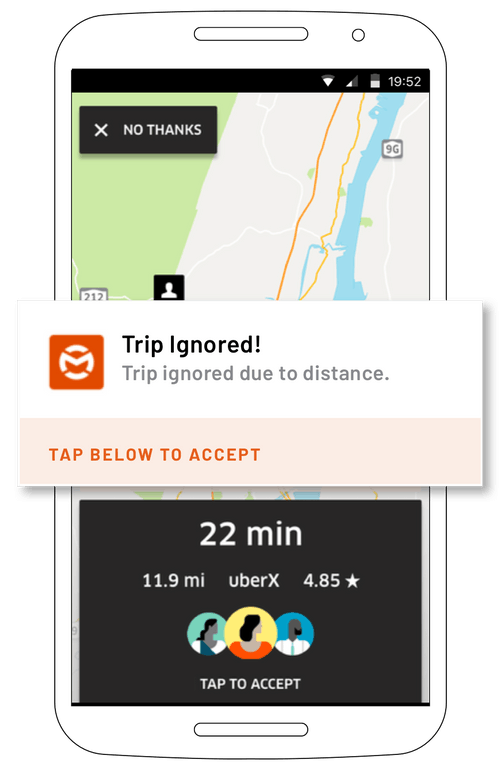 19:52
NO THANKS
9G
212
Trip Ignored!
Trip ignored due to distance.
TAP BELOW TO ACCEPT
22 min
11.9 mi uberX 4.85 ★
TAP TO ACCEPT